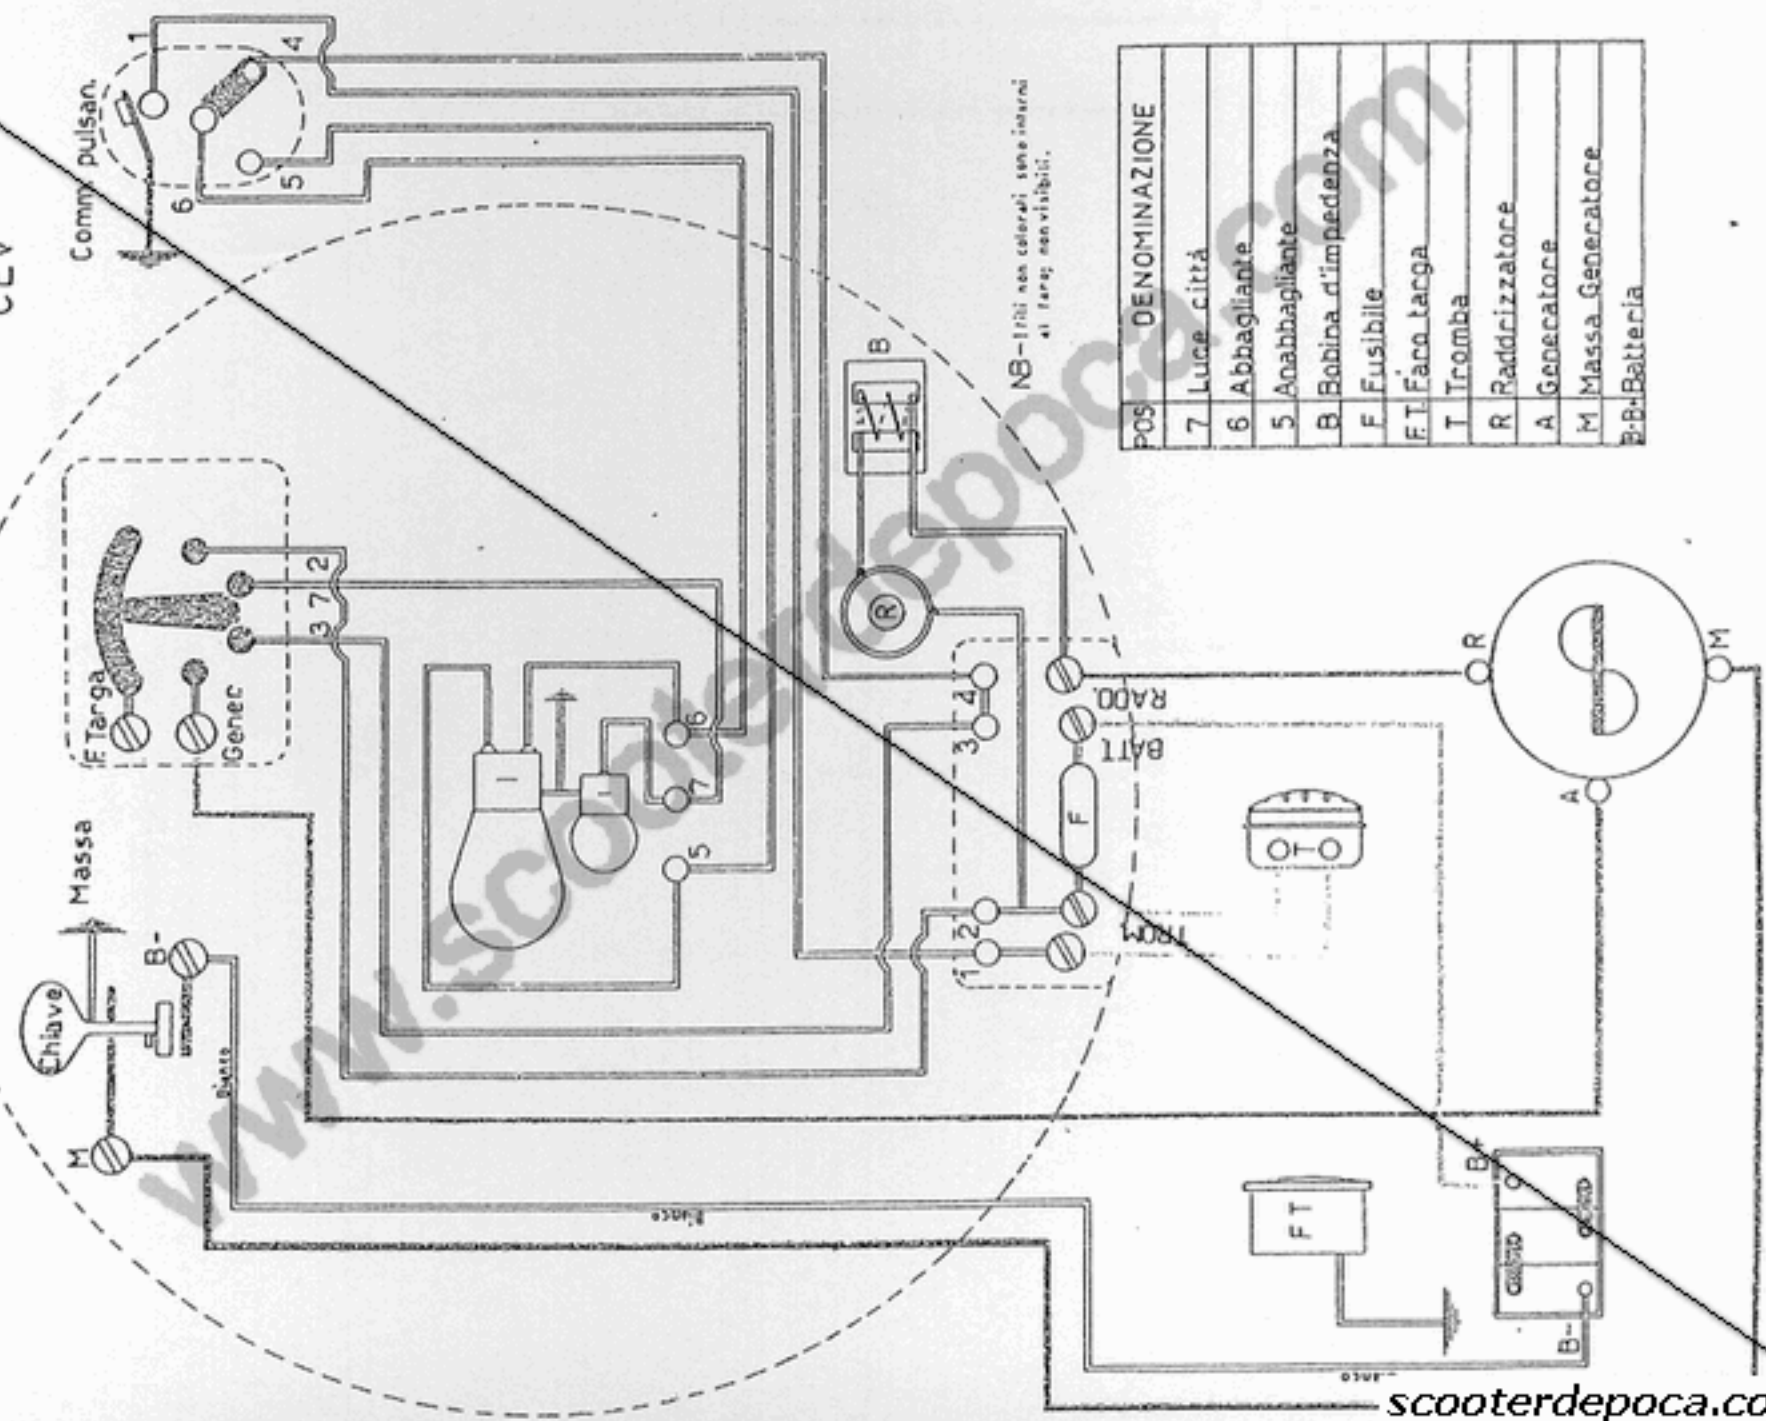 CEV
Comm. pulsan.
1
4
5
6
F. Targa
Gener
2
7
3
Massa
Chiave
B-
M
Bianco
6
7
5
B
R
4
3
2
1
RADD.
BATT.
F
TROM
NB-I fili non colorati sono interni
al faro; non visibili.
POS DENOMINAZIONE
7 Luce città
6 Abbagliante
5 Anabbagliante
B Bobina d'impedenza
F Fusibile
F.T. Faro targa
T Tromba
R Raddrizzatore
A Generatore
M Massa Generatore
B-B+ Batteria
R
M
A
T
Bianco
F T
B+
B-
www.scooterdepoca.com
scooterdepoca.co